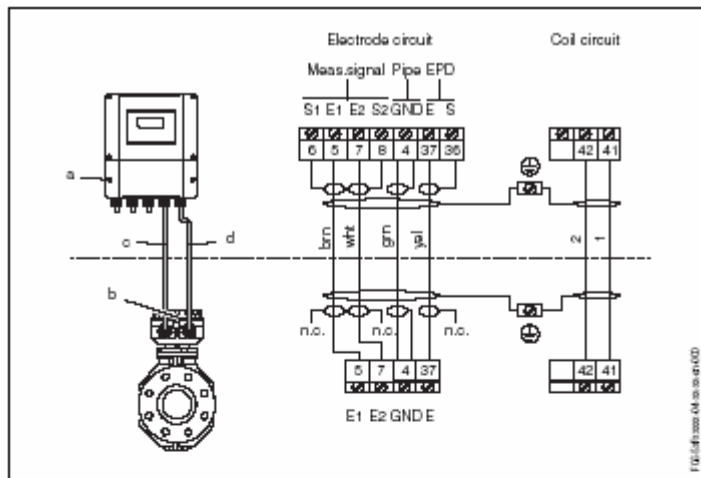 Electrode circuit
Coil circuit
Meas.signal Pipe EPD
S1 E1 E2 S2 GND E S
6 5 7 8 4 37 36
42 41
a
brn
wht
grn
yel
2
1
c
d
b
n.c.
n.c.
n.c.
5 7 4 37
42 41
E1 E2 GND E